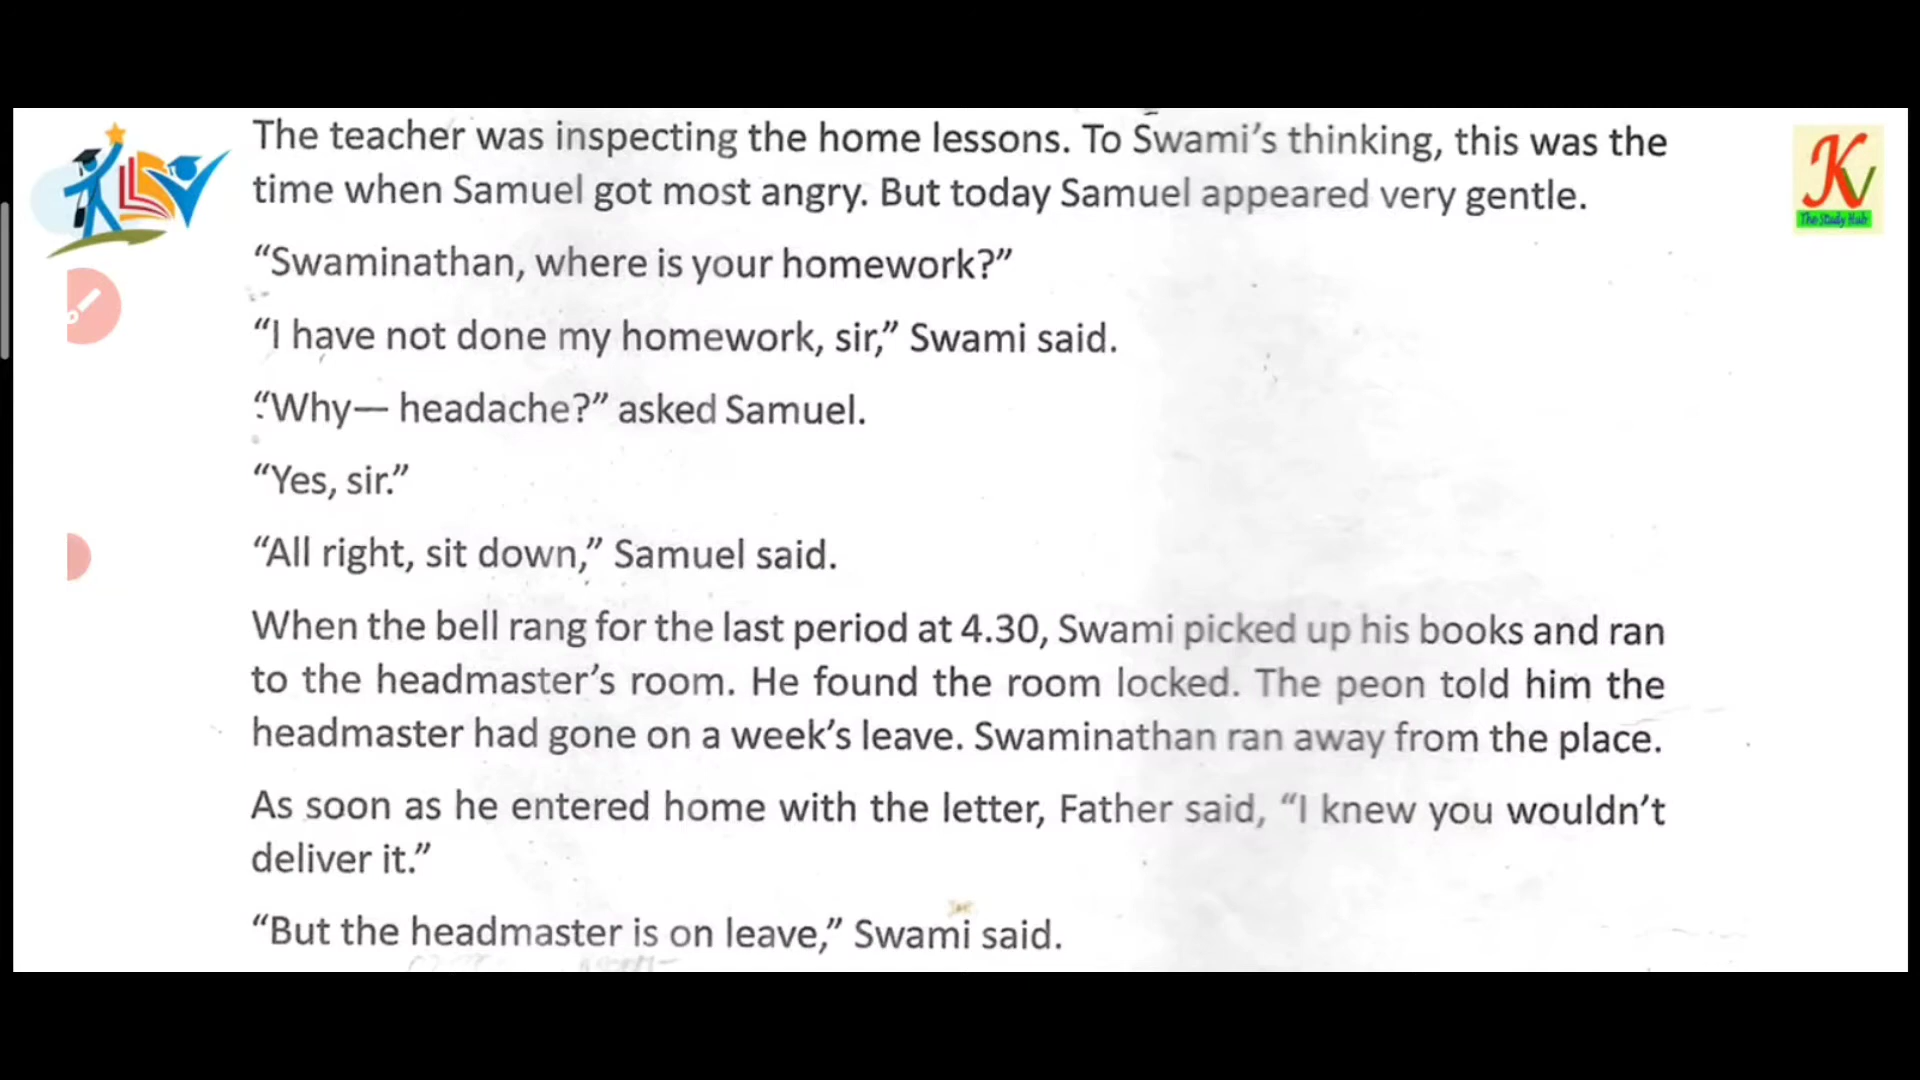 The teacher was inspecting the home lessons. To Swami's thinking, this was the
time when Samuel got most angry. But today Samuel appeared very gentle.
“Swaminathan, where is your homework?”
“I have not done my homework, sir,” Swami said.
“Why— headache?” asked Samuel.
“Yes, sir.”
“All right, sit down,” Samuel said.
When the bell rang for the last period at 4.30, Swami picked up his books and ran
to the headmaster's room. He found the room locked. The peon told him the
headmaster had gone on a week's leave. Swaminathan ran away from the place.
As soon as he entered home with the letter, Father said, “I knew you wouldn't
deliver it.”
“But the headmaster is on leave,” Swami said.
KV
The Study Hub